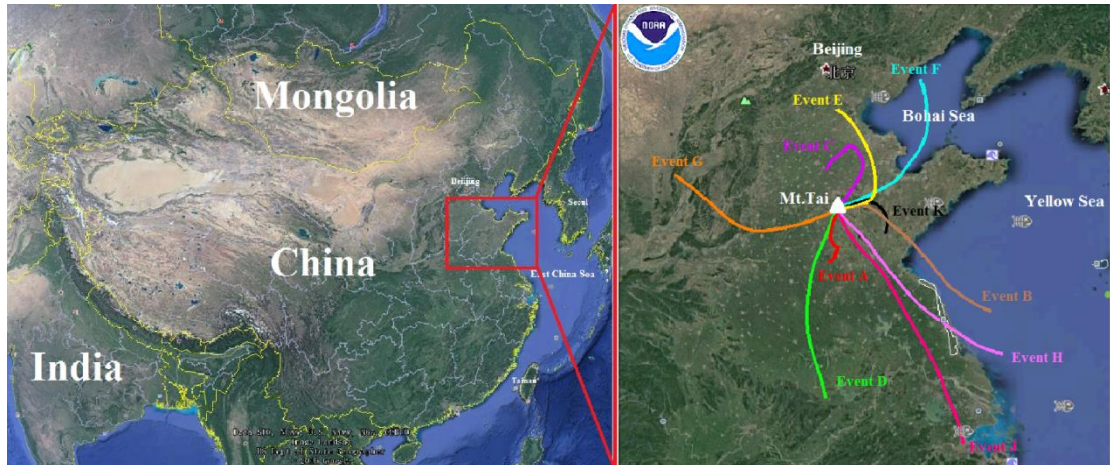 Mongolia
Beijing
Seoul
China
East China Sea
India
Taiwan
NOAA
Beijing
北京
Event F
Event E
Bohai Sea
Event G
Mt.Tai
Yellow Sea
Event K
Event A
Event B
Event H
Event D
Event J